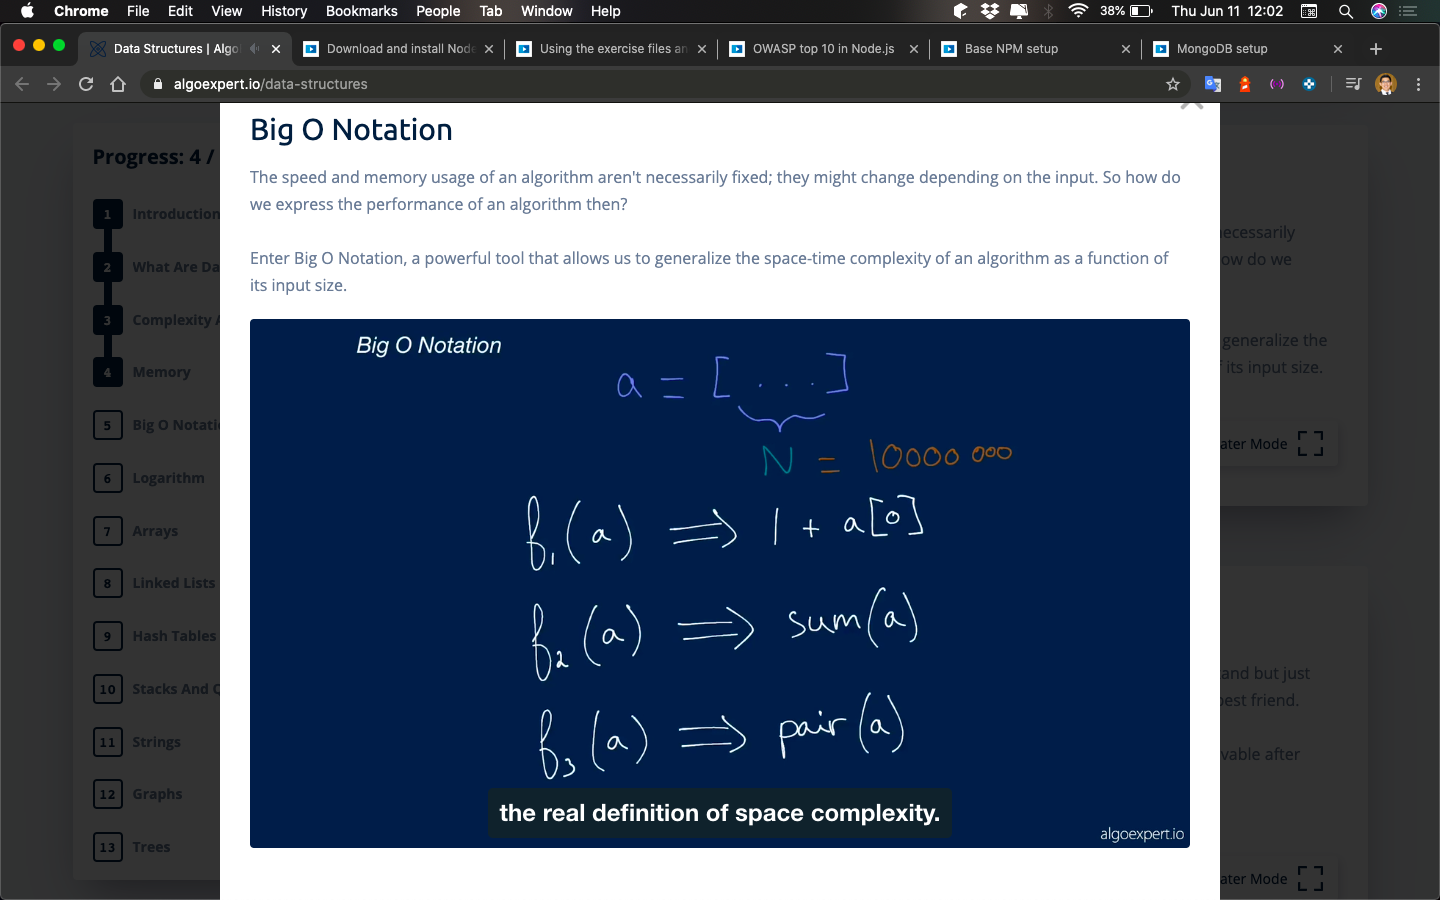 Chrome File Edit View History Bookmarks People Tab Window Help 38% Thu Jun 11 12:02
Data Structures | Algo Download and install Node Using the exercise files an OWASP top 10 in Node.js Base NPM setup MongoDB setup
algoexpert.io/data-structures
Big O Notation
The speed and memory usage of an algorithm aren't necessarily fixed; they might change depending on the input. So how do
we express the performance of an algorithm then?
Enter Big O Notation, a powerful tool that allows us to generalize the space-time complexity of an algorithm as a function of
its input size.
Progress: 4 /
1 Introduction
2 What Are Da
3 Complexity A
4 Memory
5 Big O Notati
6 Logarithm
7 Arrays
8 Linked Lists
9 Hash Tables
10 Stacks And Q
11 Strings
12 Graphs
13 Trees
Big O Notation
a = [ . . . ]
N = 10000 000
f₁(a) ⇒ 1 + a[0]
f₂(a) ⇒ sum(a)
f₃(a) ⇒ pair(a)
the real definition of space complexity.
algoexpert.io
ecessarily
ow do we
generalize the
its input size.
ater Mode
and but just
est friend.
vable after
ater Mode